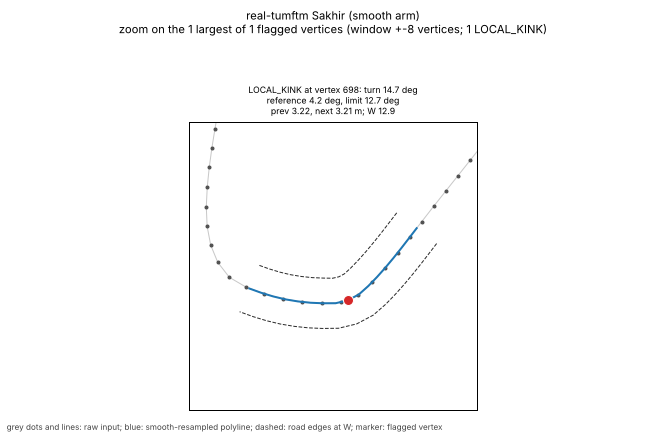 real-tumftm Sakhir (smooth arm)
zoom on the 1 largest of 1 flagged vertices (window +-8 vertices; 1 LOCAL_KINK)
LOCAL_KINK at vertex 698: turn 14.7 deg
reference 4.2 deg, limit 12.7 deg
prev 3.22, next 3.21 m; W 12.9
grey dots and lines: raw input; blue: smooth-resampled polyline; dashed: road edges at W; marker: flagged vertex